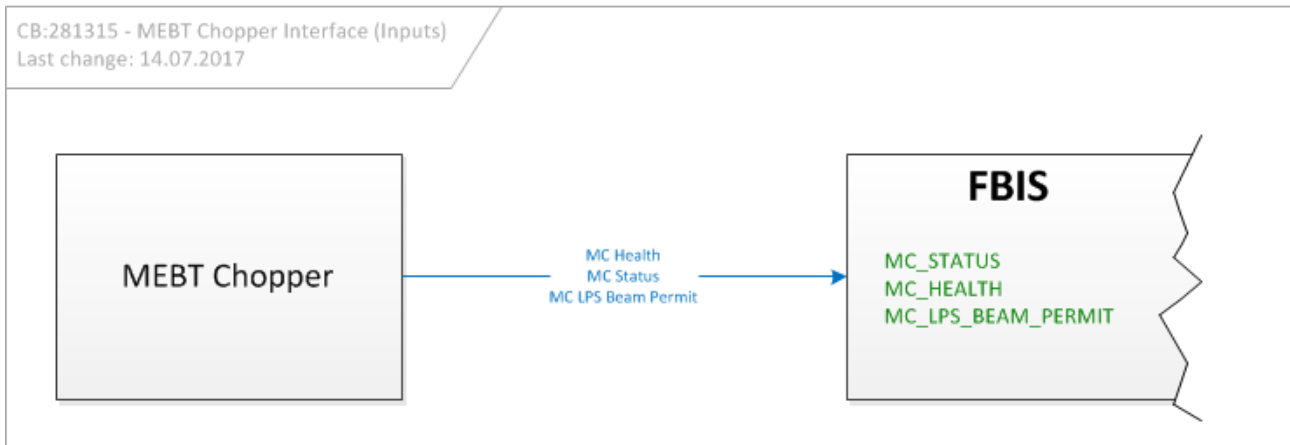 CB:281315 - MEBT Chopper Interface (Inputs)
Last change: 14.07.2017
MEBT Chopper
MC Health
MC Status
MC LPS Beam Permit
FBIS
MC_STATUS
MC_HEALTH
MC_LPS_BEAM_PERMIT